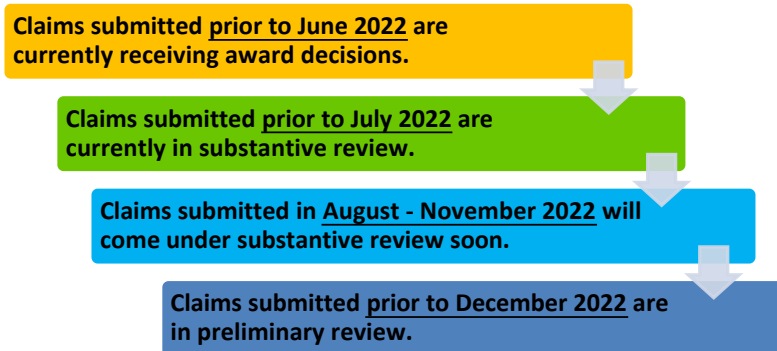 Claims submitted prior to June 2022 are
currently receiving award decisions.
Claims submitted prior to July 2022 are
currently in substantive review.
Claims submitted in August - November 2022 will
come under substantive review soon.
Claims submitted prior to December 2022 are
in preliminary review.